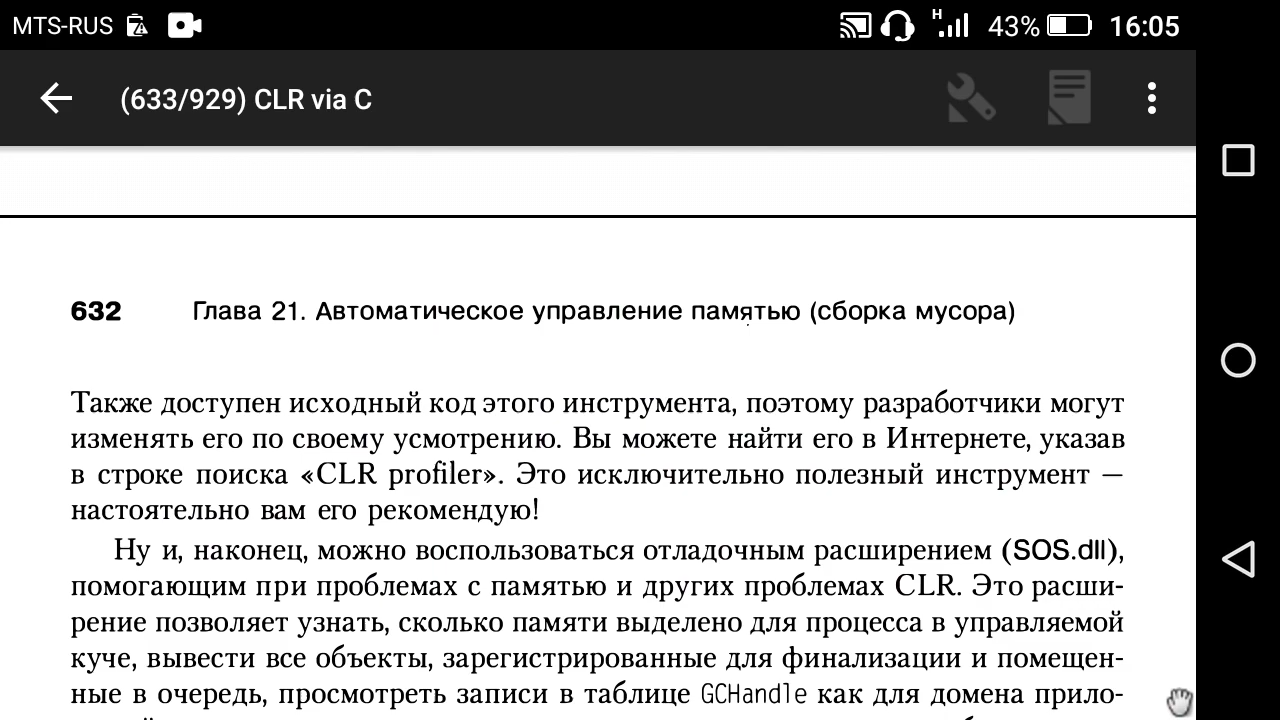 MTS-RUS H 43% 16:05
(633/929) CLR via C
632 Глава 21. Автоматическое управление памятью (сборка мусора)
Также доступен исходный код этого инструмента, поэтому разработчики могут
изменять его по своему усмотрению. Вы можете найти его в Интернете, указав
в строке поиска «CLR profiler». Это исключительно полезный инструмент —
настоятельно вам его рекомендую!
Ну и, наконец, можно воспользоваться отладочным расширением (SOS.dll),
помогающим при проблемах с памятью и других проблемах CLR. Это расши-
рение позволяет узнать, сколько памяти выделено для процесса в управляемой
куче, вывести все объекты, зарегистрированные для финализации и помещен-
ные в очередь, просмотреть записи в таблице GCHandle как для домена прило-